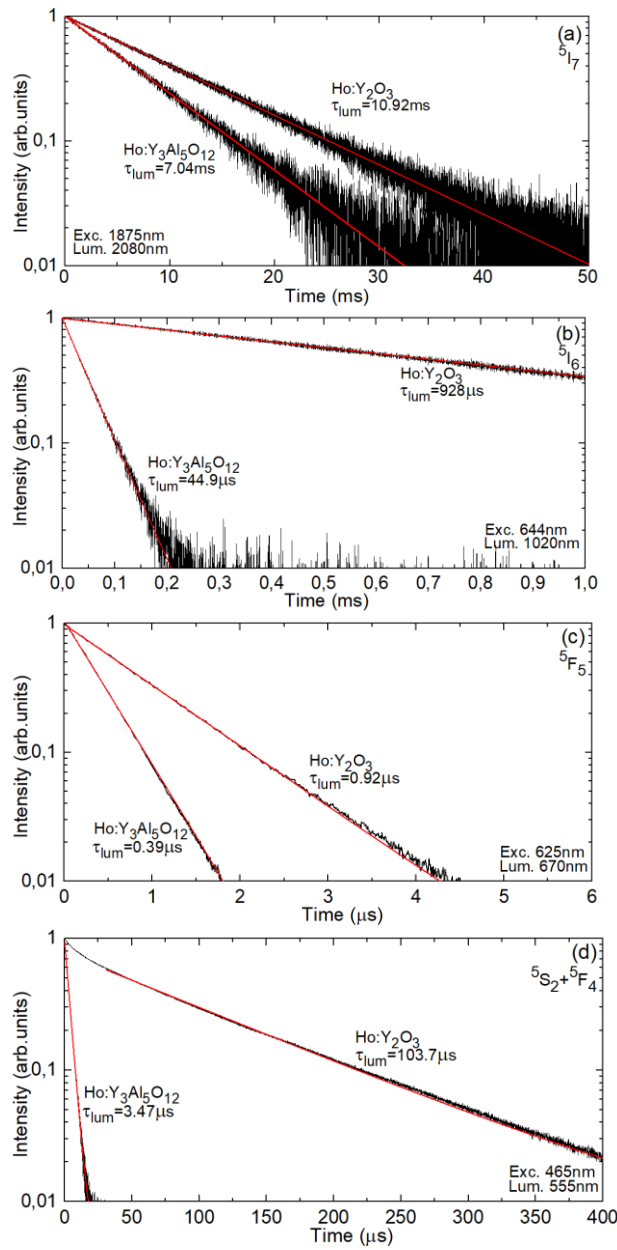 (a)
⁵I₇
Ho:Y₂O₃
τlum=10.92ms
Ho:Y₃Al₅O₁₂
τlum=7.04ms
Exc. 1875nm
Lum. 2080nm
Intensity (arb.units)
1
0,1
0,01
0 10 20 30 40 50
Time (ms)
(b)
⁵I₆
Ho:Y₂O₃
τlum=928μs
Ho:Y₃Al₅O₁₂
τlum=44.9μs
Exc. 644nm
Lum. 1020nm
Intensity (arb.units)
1
0,1
0,01
0,0 0,1 0,2 0,3 0,4 0,5 0,6 0,7 0,8 0,9 1,0
Time (ms)
(c)
⁵F₅
Ho:Y₂O₃
τlum=0.92μs
Ho:Y₃Al₅O₁₂
τlum=0.39μs
Exc. 625nm
Lum. 670nm
Intensity (arb.units)
1
0,1
0,01
0 1 2 3 4 5 6
Time (μs)
(d)
⁵S₂+⁵F₄
Ho:Y₂O₃
τlum=103.7μs
Ho:Y₃Al₅O₁₂
τlum=3.47μs
Exc. 465nm
Lum. 555nm
Intensity (arb.units)
1
0,1
0,01
0 50 100 150 200 250 300 350 400
Time (μs)